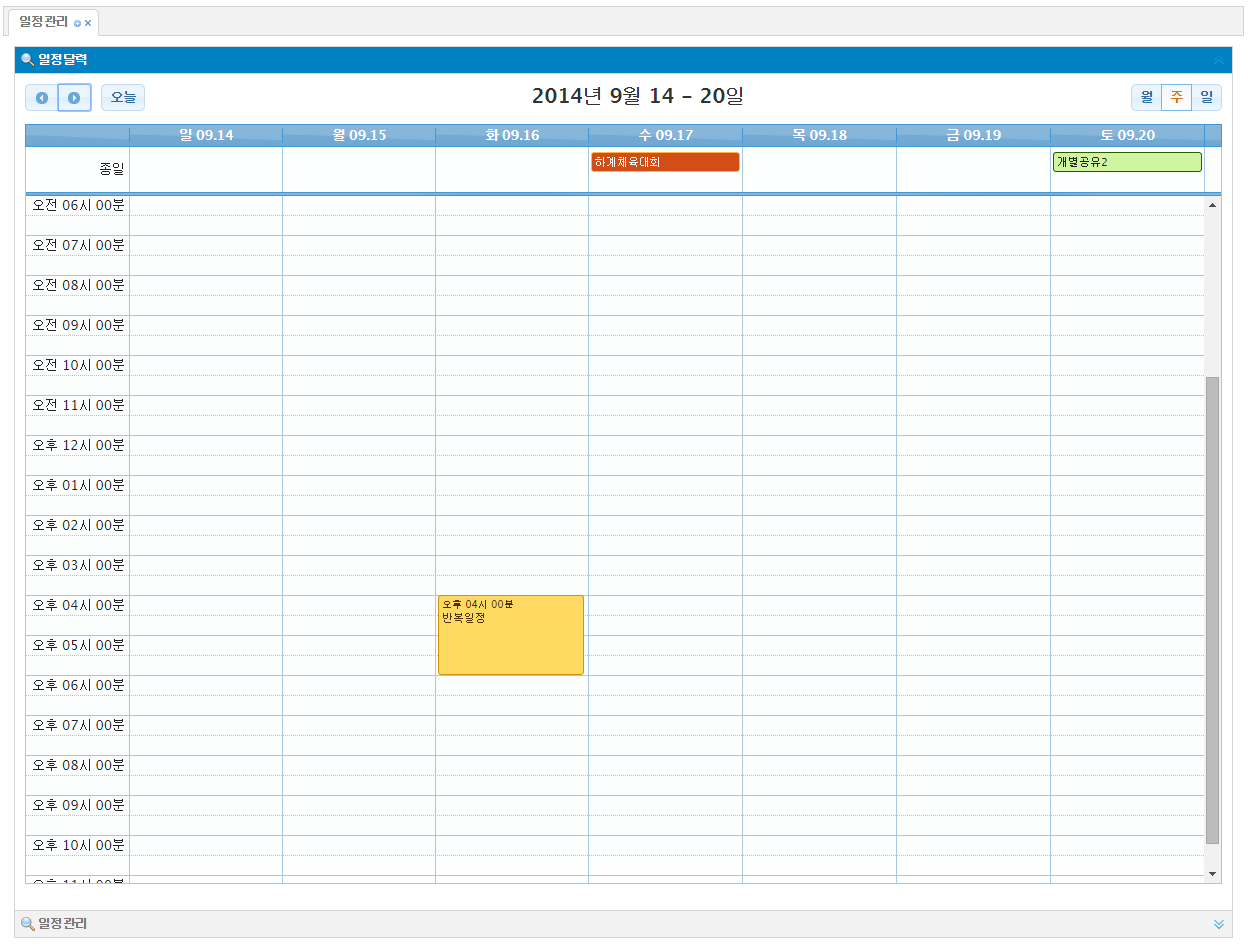 일정관리
일정달력
오늘
2014년 9월 14 - 20일
월 주 일
일 09.14 월 09.15 화 09.16 수 09.17 목 09.18 금 09.19 토 09.20
종일 하계체육대회 개별공유2
오전 06시 00분
오전 07시 00분
오전 08시 00분
오전 09시 00분
오전 10시 00분
오전 11시 00분
오후 12시 00분
오후 01시 00분
오후 02시 00분
오후 03시 00분
오후 04시 00분
오후 04시 00분
반복일정
오후 05시 00분
오후 06시 00분
오후 07시 00분
오후 08시 00분
오후 09시 00분
오후 10시 00분
오후 11시 00분
일정관리